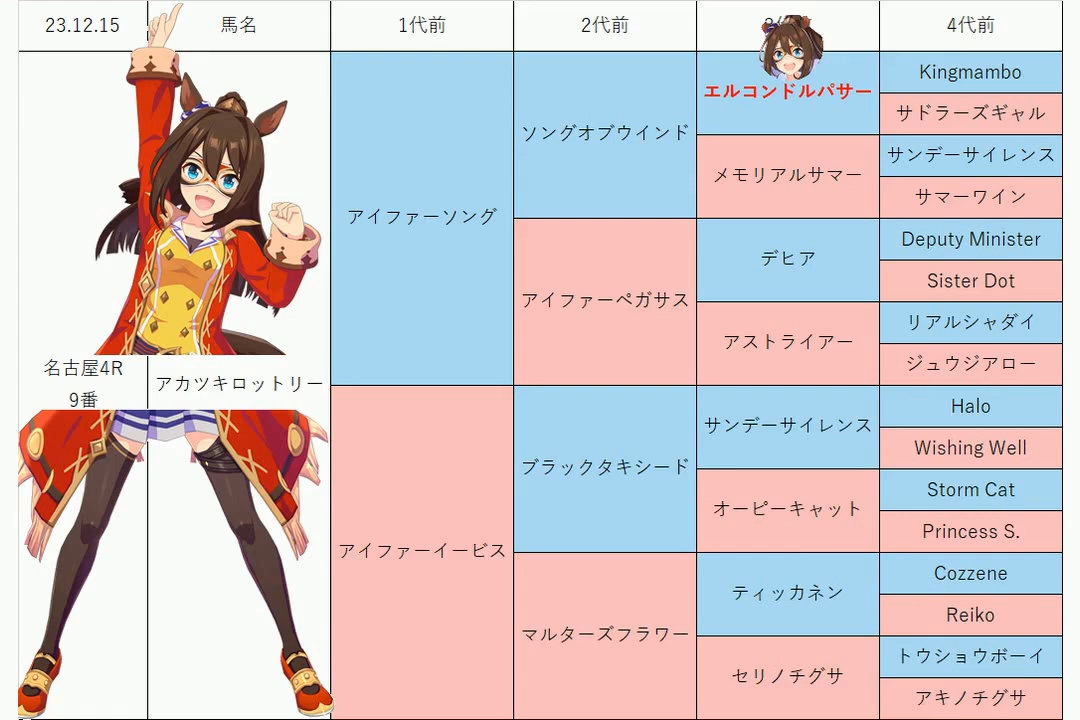 23.12.15
馬名
1代前
2代前
4代前
名古屋4R
9番
アカツキロットリー
アイファーソング
アイファーイービス
ソングオブウインド
アイファーペガサス
ブラックタキシード
マルターズフラワー
エルコンドルパサー
メモリアルサマー
デヒア
アストライアー
サンデーサイレンス
オーピーキャット
ティッカネン
セリノチグサ
Kingmambo
サドラーズギャル
サンデーサイレンス
サマーワイン
Deputy Minister
Sister Dot
リアルシャダイ
ジュウジアロー
Halo
Wishing Well
Storm Cat
Princess S.
Cozzene
Reiko
トウショウボーイ
アキノチグサ